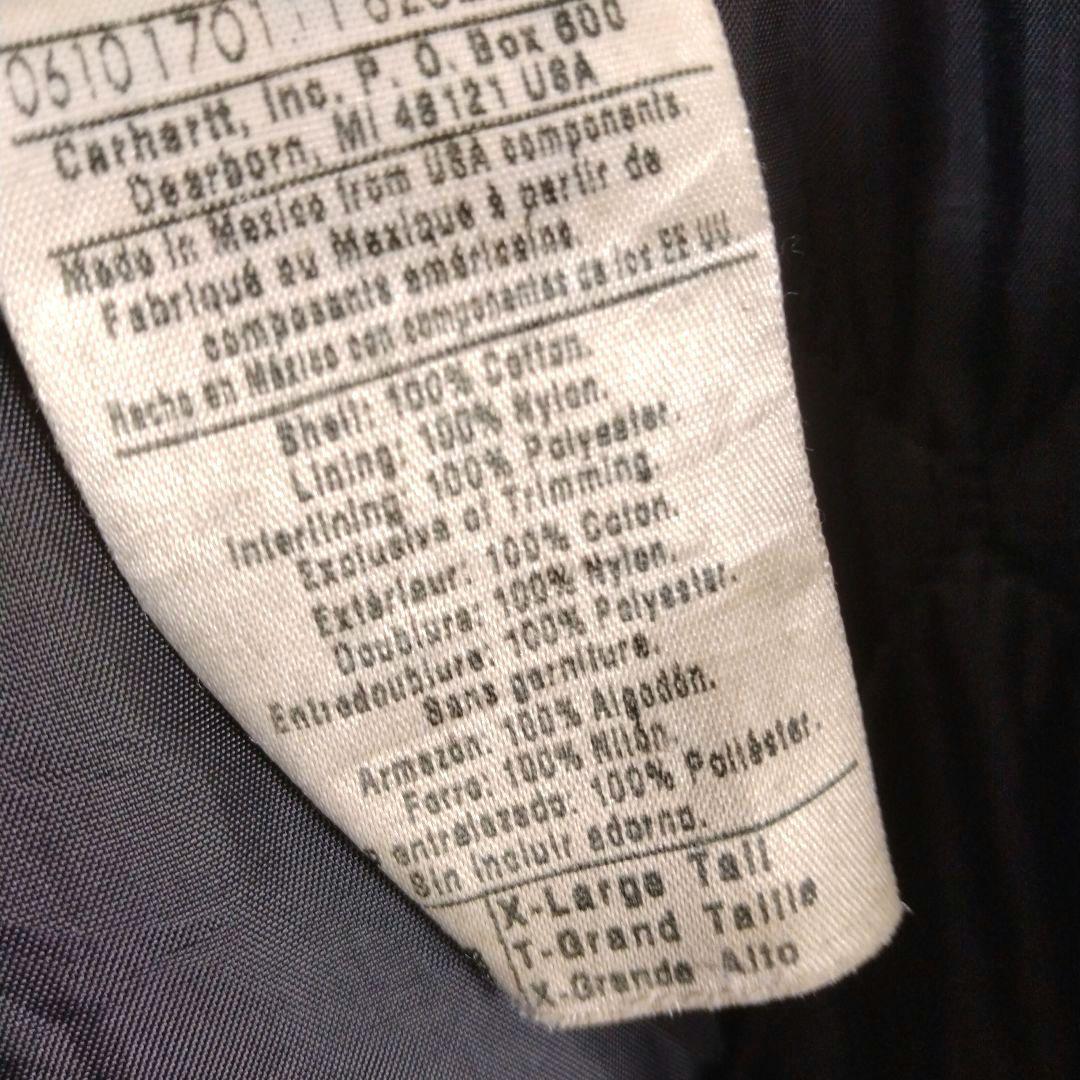 06101701
Carhartt, Inc. P. O. Box 600
Dearborn, MI 48121 USA
Made in Mexico from USA components.
Fabriqué au Mexique à partir de
composants américains
Hecho en México con componentes de los EE UU
Shell: 100% Cotton.
Lining: 100% Nylon.
Interlining 100% Polyester.
Exclusive of Trimming
Extérieur: 100% Coton.
Doublure: 100% Nylon.
Entredoublure: 100% Polyester.
Sans garniture.
Armazon: 100% Algodón.
Forro: 100% Nilón.
entrelazado: 100% Poliéster.
Sin incluir adorno.
X-Large Tall
T-Grand Taille
X-Grande Alto